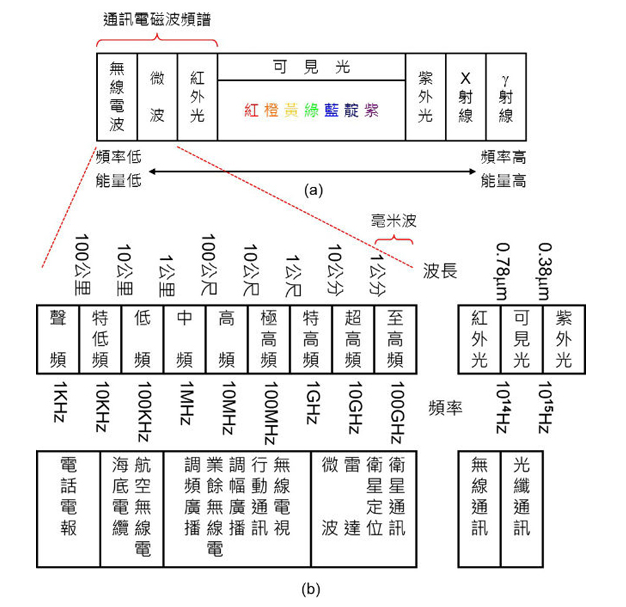 通訊電磁波頻譜
無線電波
微波
紅外光
可見光
紅橙黃綠藍靛紫
紫外光
X射線
γ射線
頻率低
能量低
頻率高
能量高
(a)
毫米波
100公里
10公里
1公里
100公尺
10公尺
1公尺
10公分
1公分
波長
0.78μm
0.38μm
聲頻
特低頻
低頻
中頻
高頻
極高頻
特高頻
超高頻
至高頻
紅外光
可見光
紫外光
1KHz
10KHz
100KHz
1MHz
10MHz
100MHz
1GHz
10GHz
100GHz
頻率
10¹⁴Hz
10¹⁵Hz
電話電報
海底電纜
航空無線電
調頻廣播
業餘無線電
調幅廣播
行動通訊
無線電視
微波
雷達
衛星定位
衛星通訊
無線通訊
光纖通訊
(b)